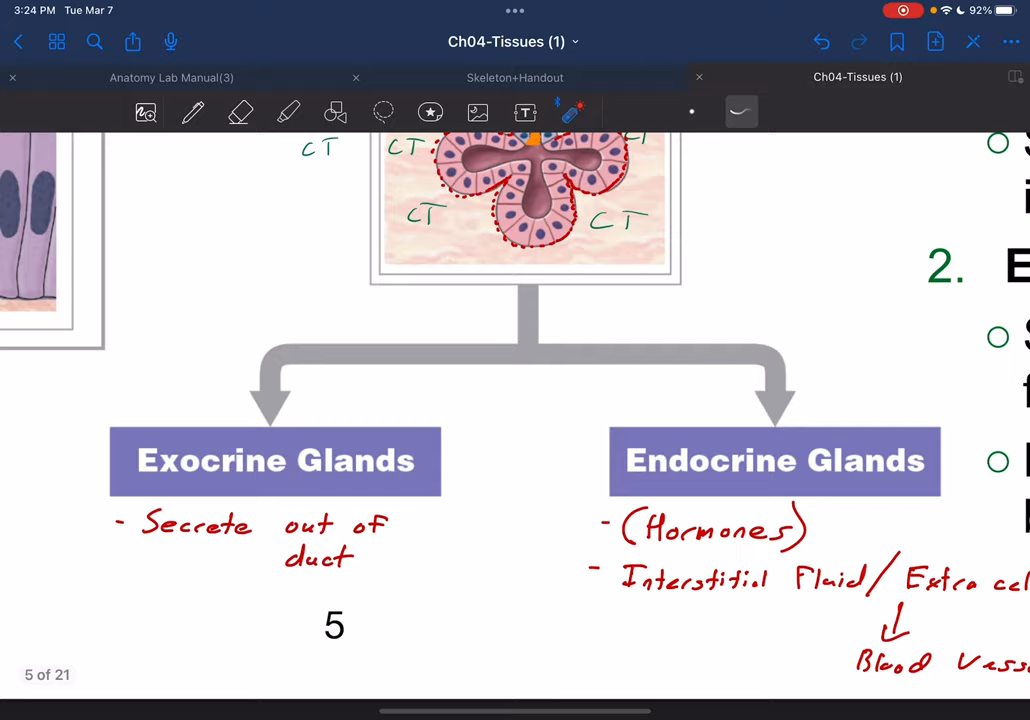 3:24 PM Tue Mar 7
92%
Ch04-Tissues (1)
Anatomy Lab Manual(3)
Skeleton+Handout
Ch04-Tissues (1)
CT
CT
CT
CT
CT
2. E
Exocrine Glands
Endocrine Glands
- Secrete out of
duct
- (Hormones)
- Interstitial Fluid / Extra cel
Blood Vess
5
5 of 21